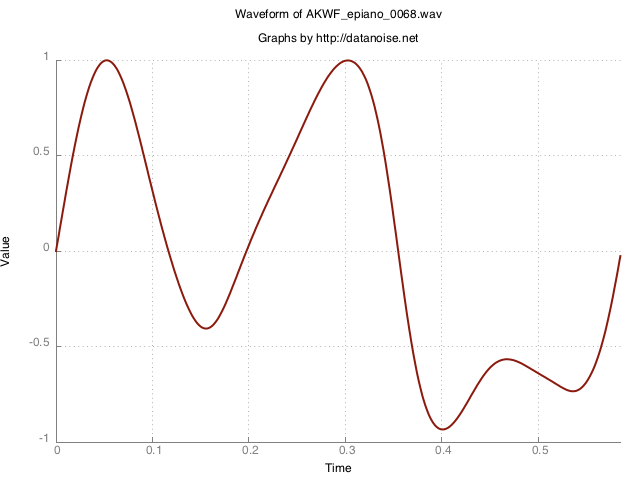 Waveform of AKWF_epiano_0068.wav
Graphs by http://datanoise.net
1
0.5
0
-0.5
-1
Value
0 0.1 0.2 0.3 0.4 0.5
Time